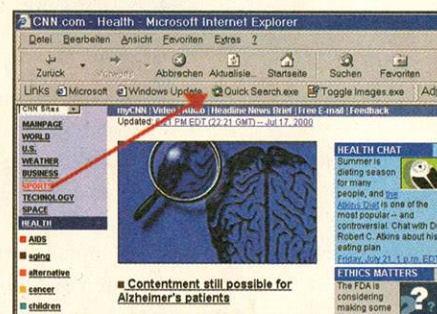 CNN.com - Health - Microsoft Internet Explorer
Datei Bearbeiten Ansicht Favoriten Extras ?
Zurück Vorwärts Abbrechen Aktualisie.. Startseite Suchen Favoriten
Links Microsoft Windows Update Quick Search.exe Toggle Images.exe
CNN Sites
myCNN | Video | Audio | Headline News Brief | Free E-mail | Feedback
Updated: 6:21 PM EDT (22:21 GMT) -- Jul 17, 2000
MAINPAGE
WORLD
U.S.
WEATHER
BUSINESS
SPORTS
TECHNOLOGY
SPACE
HEALTH
AIDS
aging
alternative
cancer
children
Contentment still possible for
Alzheimer's patients
HEALTH CHAT
Summer is
dieting season
for many
people, and the
Atkins Diet is one of the
most popular -- and
controversial. Chat with D
Robert C. Atkins about his
eating plan
Friday, July 21, 1 p.m. EDT
ETHICS MATTERS
The FDA is
considering
making some